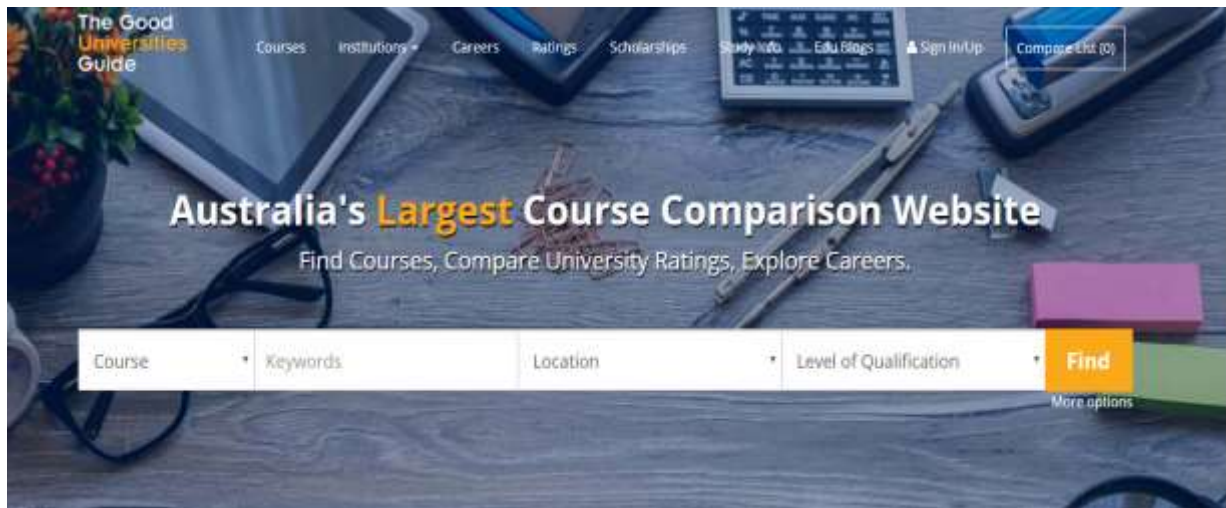 The Good
Universities
Guide
Courses Institutions Careers Ratings Scholarships Study Info Edu Blogs Sign In/Up Compare List (0)
Australia's Largest Course Comparison Website
Find Courses, Compare University Ratings, Explore Careers.
Course Keywords Location Level of Qualification Find
More options